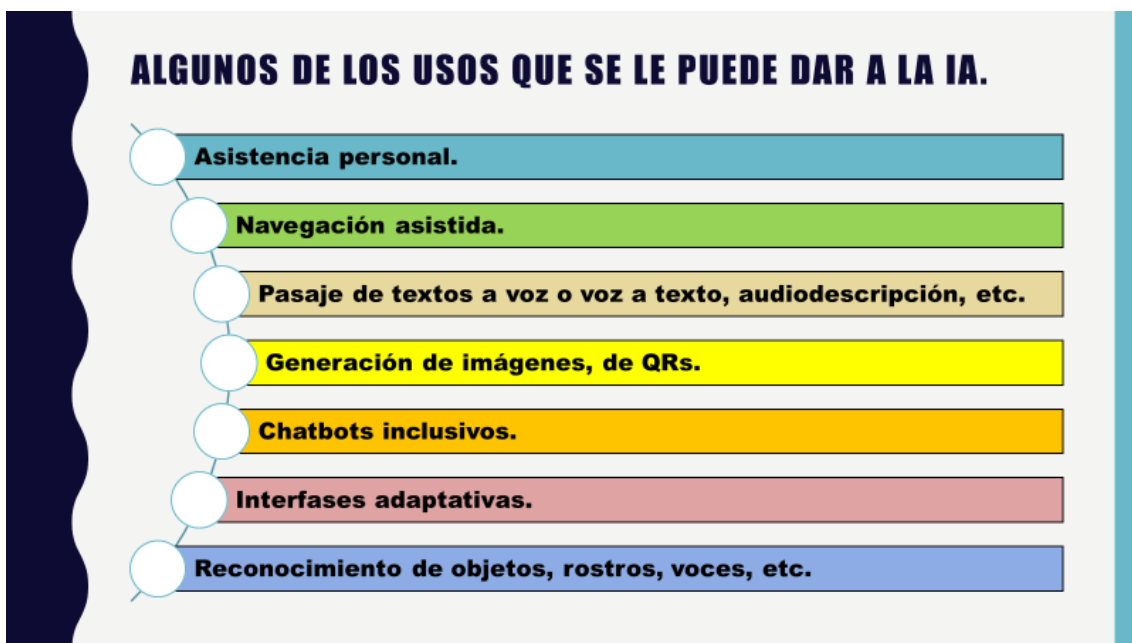 ALGUNOS DE LOS USOS QUE SE LE PUEDE DAR A LA IA.
Asistencia personal.
Navegación asistida.
Pasaje de textos a voz o voz a texto, audiodescripción, etc.
Generación de imágenes, de QRs.
Chatbots inclusivos.
Interfases adaptativas.
Reconocimiento de objetos, rostros, voces, etc.